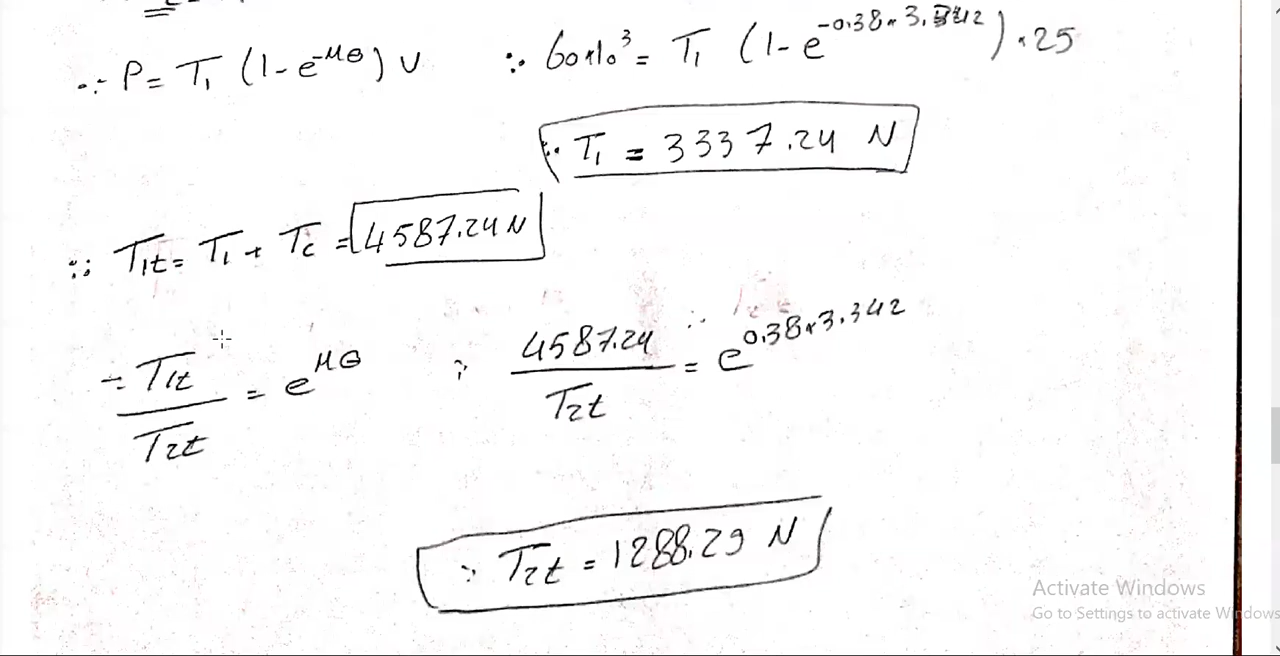 ∵ P = T₁ (1 - e^-μθ) v ∴ 60×10³ = T₁ (1 - e^-0.38×3.342) × 25
∴ T₁ = 3337.24 N
∵ T₁t = T₁ + Tc = 4587.24 N
∵ T₁t / T₂t = e^μθ ∴ 4587.24 / T₂t = e^0.38×3.342
∴ T₂t = 1288.29 N
Activate Windows
Go to Settings to activate Windows